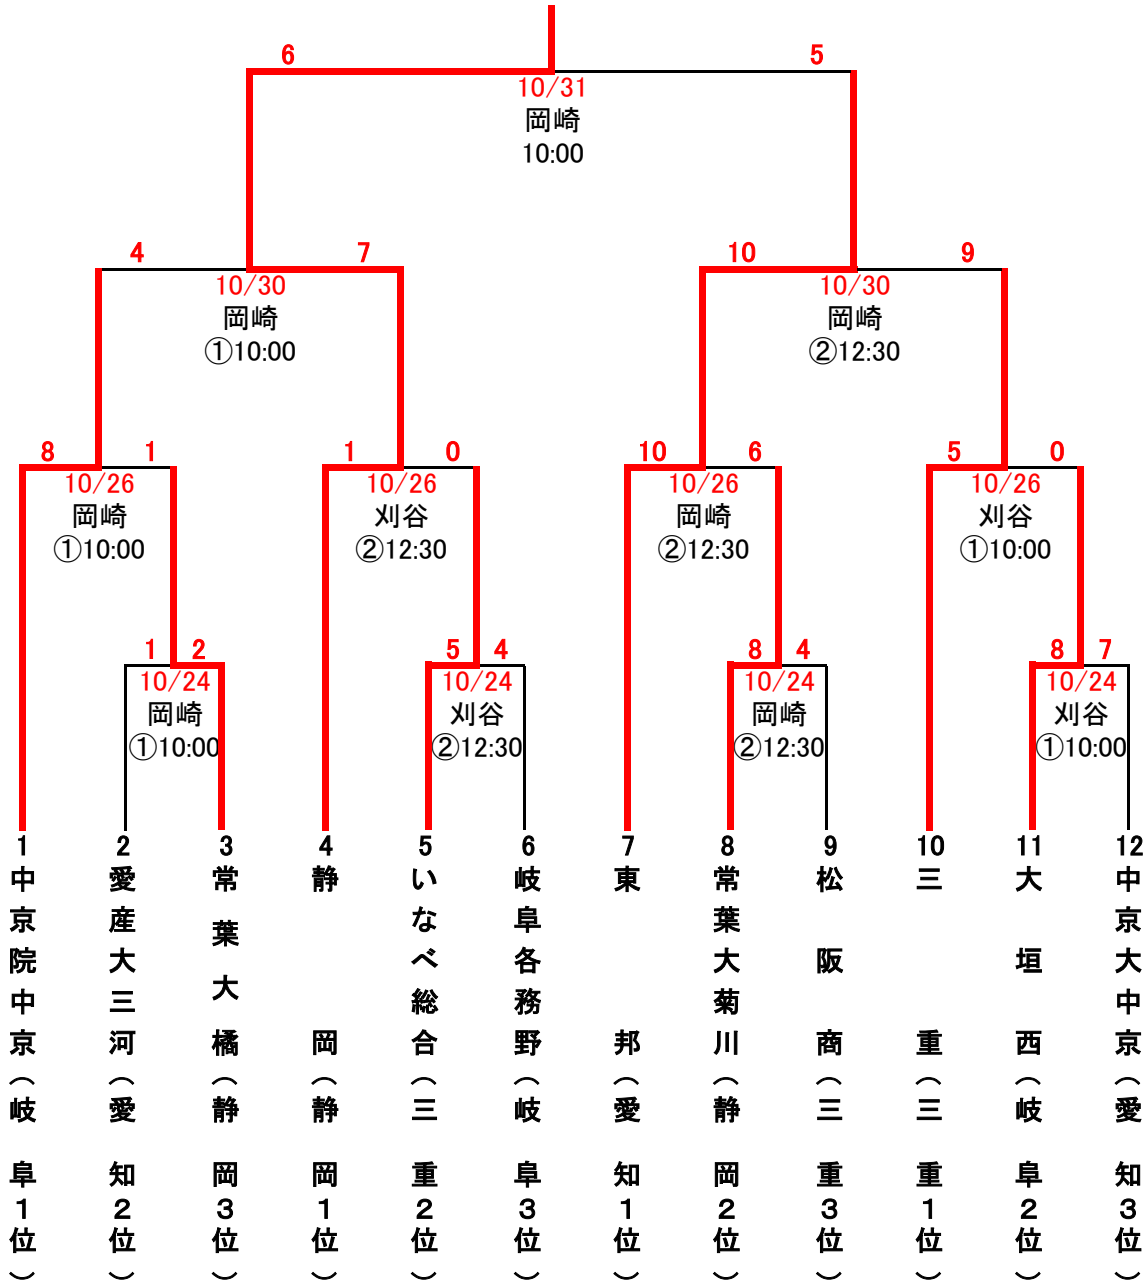 6 5
10/31
岡崎
10:00
4 7 10 9
10/30 10/30
岡崎 岡崎
①10:00 ②12:30
8 1 1 0 10 6 5 0
10/26 10/26 10/26 10/26
岡崎 刈谷 岡崎 刈谷
①10:00 ②12:30 ②12:30 ①10:00
1 2 5 4 8 4 8 7
10/24 10/24 10/24 10/24
岡崎 刈谷 岡崎 刈谷
①10:00 ②12:30 ②12:30 ①10:00
1 中京院中京（岐阜1位）
2 愛産大三河（愛知2位）
3 常葉大橘（静岡3位）
4 静岡（静岡1位）
5 いなべ総合（三重2位）
6 岐阜各務野（岐阜3位）
7 東邦（愛知1位）
8 常葉大菊川（静岡2位）
9 松阪商（三重3位）
10 三重（三重1位）
11 大垣西（岐阜2位）
12 中京大中京（愛知3位）